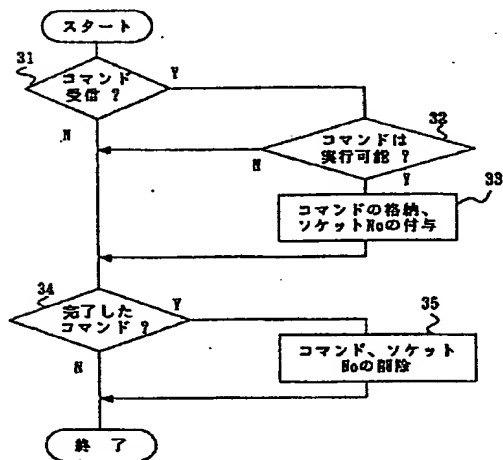 スタート
31
コマンド
受信 ?
Y
N
32
コマンドは
実行可能 ?
N
Y
33
コマンドの格納、
ソケットNoの付与
34
完了した
コマンド ?
Y
N
35
コマンド、ソケット
Noの削除
終 了